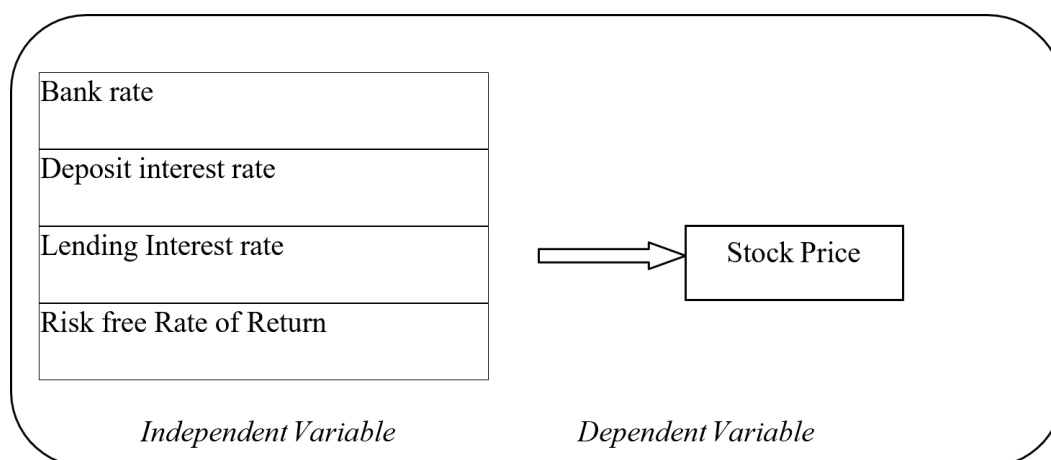 Bank rate
Deposit interest rate
Lending Interest rate
Stock Price
Risk free Rate of Return
Independent Variable
Dependent Variable